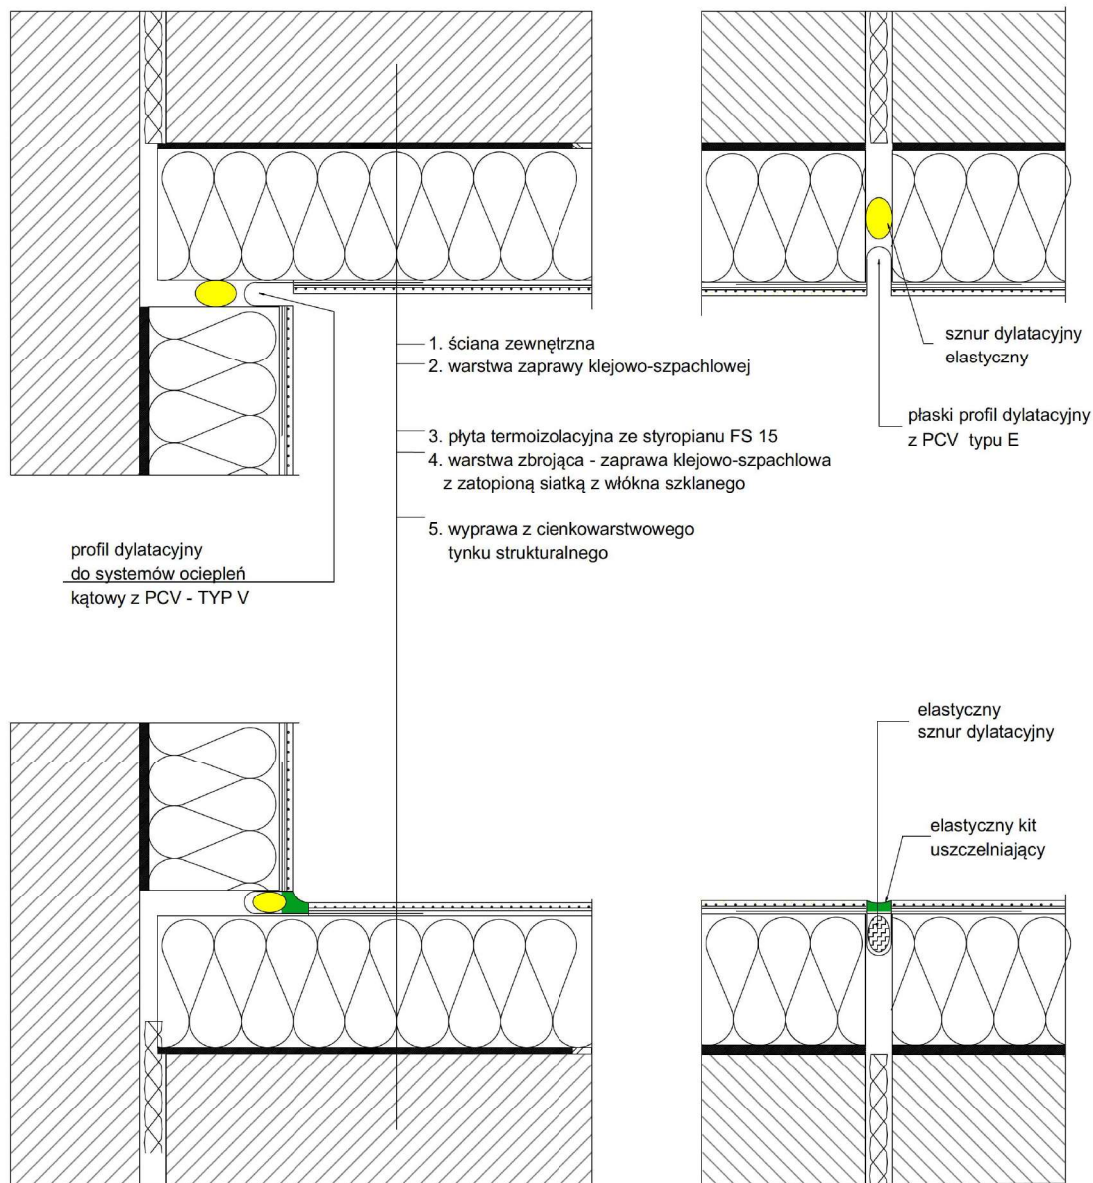 1. ściana zewnętrzna
2. warstwa zaprawy klejowo-szpachlowej
3. płyta termoizolacyjna ze styropianu FS 15
4. warstwa zbrojąca - zaprawa klejowo-szpachlowa
z zatopioną siatką z włókna szklanego
5. wyprawa z cienkowarstwowego
tynku strukturalnego
sznur dylatacyjny
elastyczny
płaski profil dylatacyjny
z PCV typu E
profil dylatacyjny
do systemów ociepleń
kątowy z PCV - TYP V
elastyczny
sznur dylatacyjny
elastyczny kit
uszczelniający